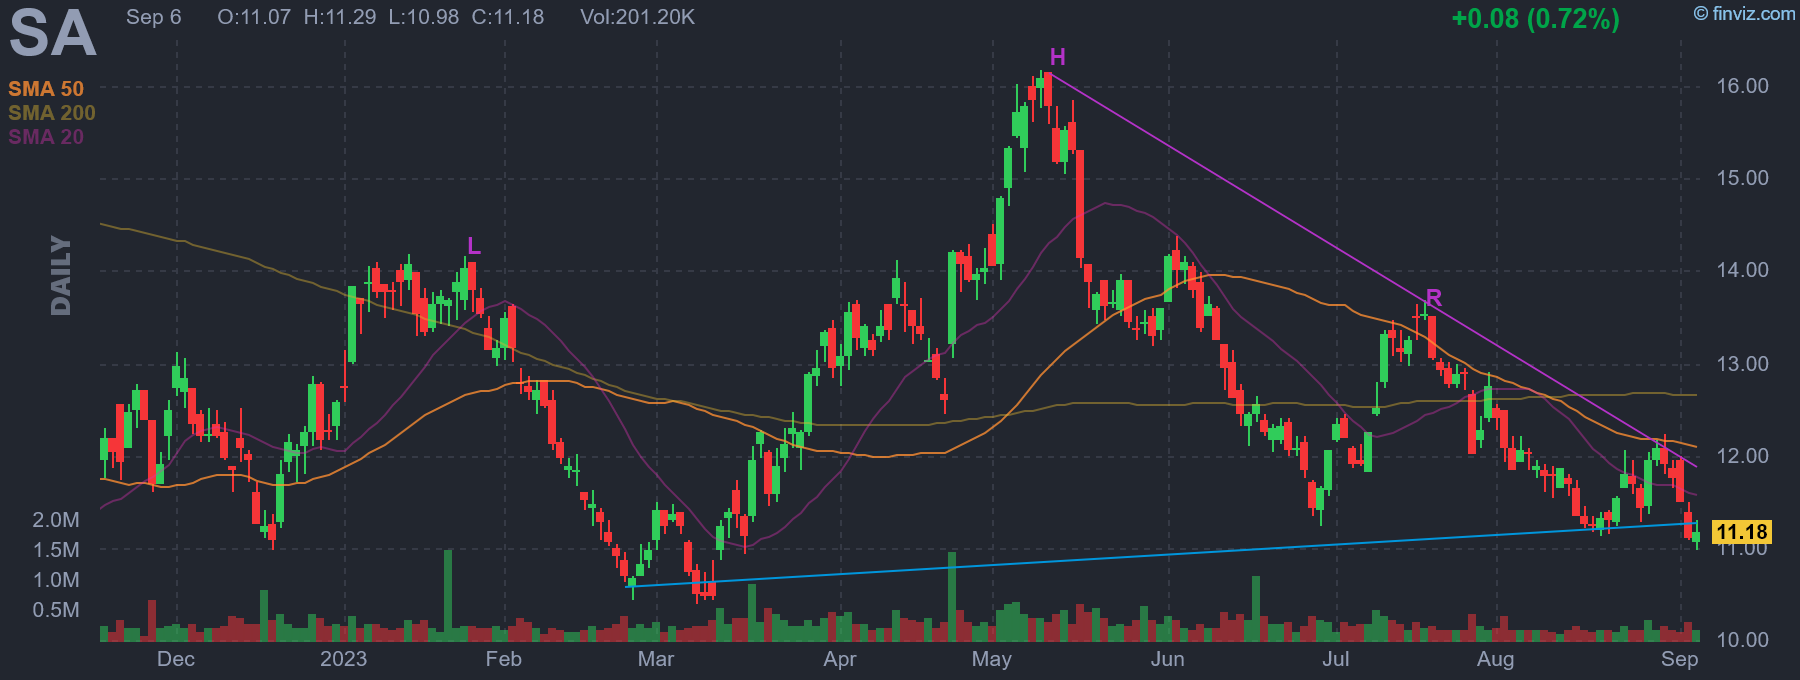 SA
Sep 6 O:11.07 H:11.29 L:10.98 C:11.18 Vol:201.20K
+0.08 (0.72%)
© finviz.com
SMA 50
SMA 200
SMA 20
DAILY
H
L
R
16.00
15.00
14.00
13.00
12.00
11.18
11.00
10.00
2.0M
1.5M
1.0M
0.5M
Dec 2023 Feb Mar Apr May Jun Jul Aug Sep